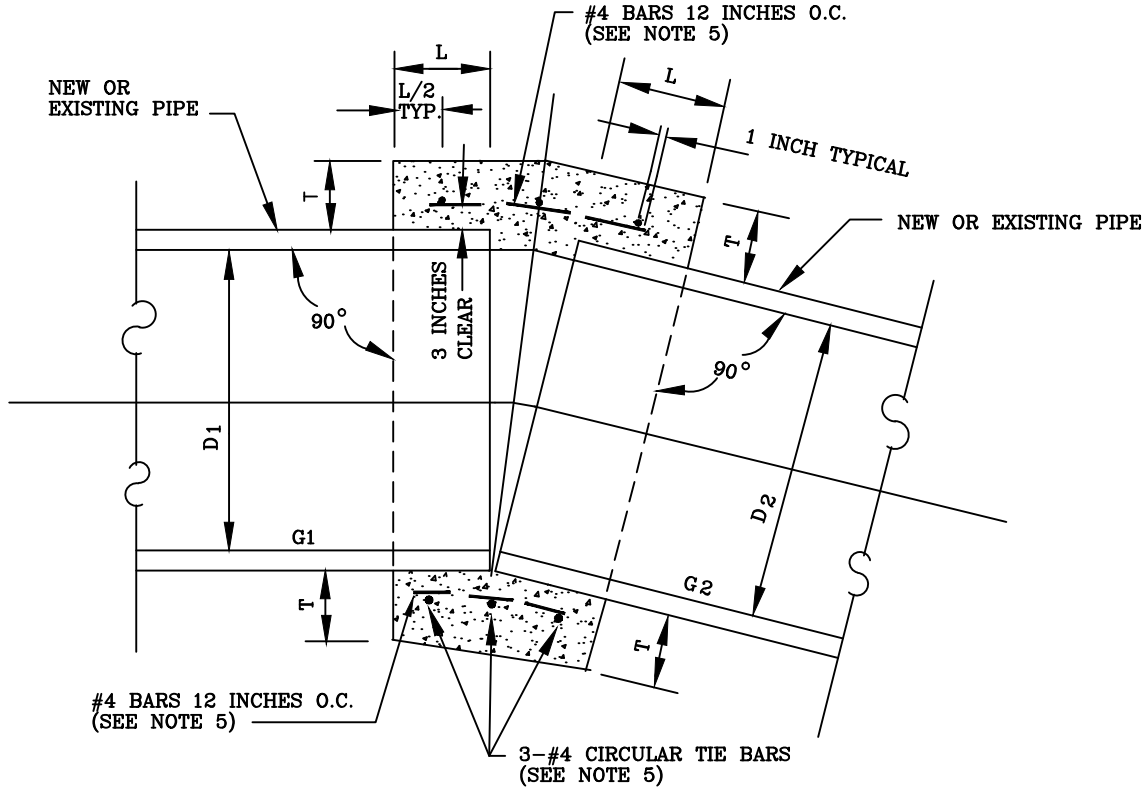 #4 BARS 12 INCHES O.C.
(SEE NOTE 5)
L
L
NEW OR
EXISTING PIPE
L/2
TYP.
1 INCH TYPICAL
T
T
NEW OR EXISTING PIPE
3 INCHES
CLEAR
90°
90°
D1
D2
G1
G2
T
T
#4 BARS 12 INCHES O.C.
(SEE NOTE 5)
3-#4 CIRCULAR TIE BARS
(SEE NOTE 5)